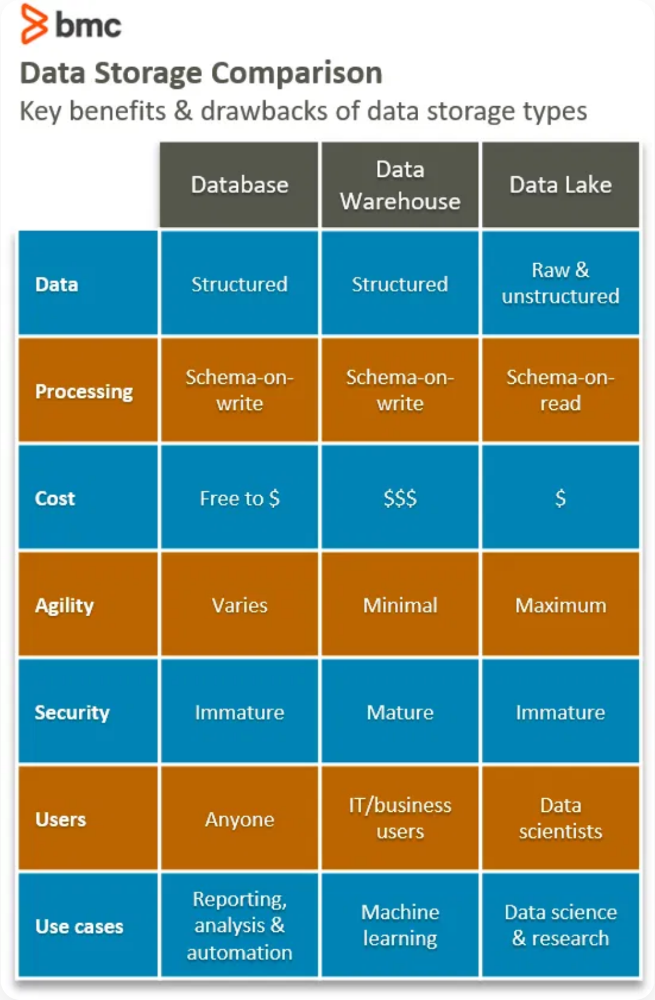 bmc
Data Storage Comparison
Key benefits & drawbacks of data storage types
Database
Data
Warehouse
Data Lake
Data
Structured
Structured
Raw &
unstructured
Processing
Schema-on-
write
Schema-on-
write
Schema-on-
read
Cost
Free to $
$$$
$
Agility
Varies
Minimal
Maximum
Security
Immature
Mature
Immature
Users
Anyone
IT/business
users
Data
scientists
Use cases
Reporting,
analysis &
automation
Machine
learning
Data science
& research